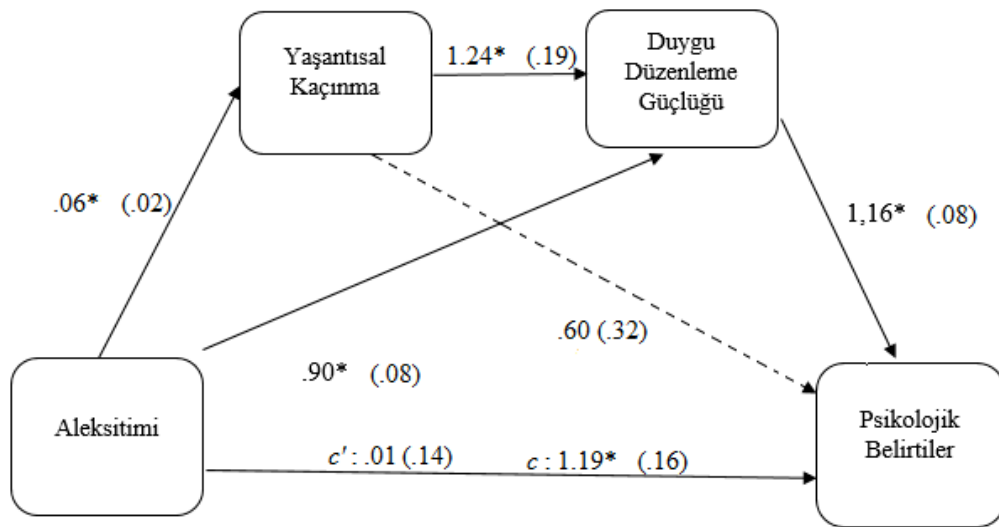 Yaşantısal
Kaçınma
1.24* (.19)
Duygu
Düzenleme
Güçlüğü
.06* (.02)
1,16* (.08)
.60 (.32)
.90* (.08)
Aleksitimi
Psikolojik
Belirtiler
c' : .01 (.14)
c : 1.19* (.16)